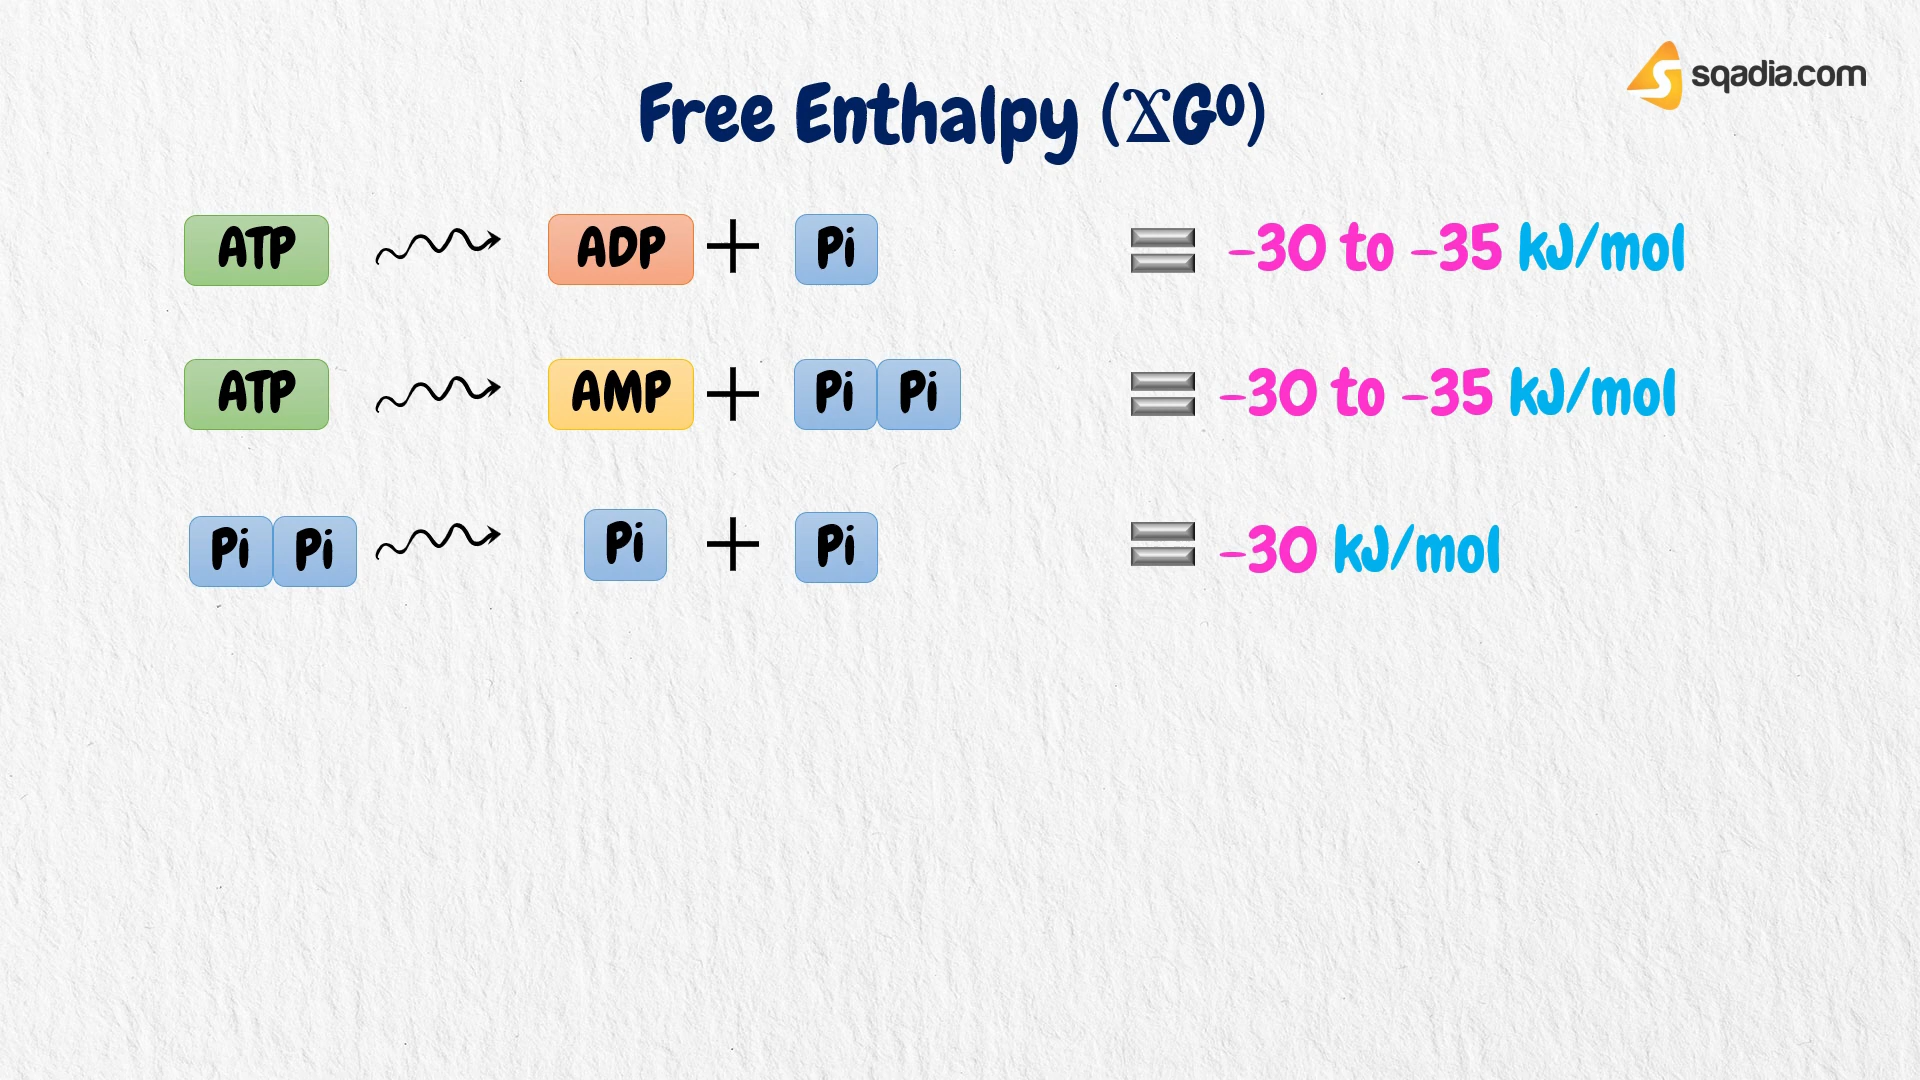 sqadia.com
Free Enthalpy (ΔG⁰)
ATP ADP + Pi = -30 to -35 kJ/mol
ATP AMP + Pi Pi = -30 to -35 kJ/mol
Pi Pi Pi + Pi = -30 kJ/mol